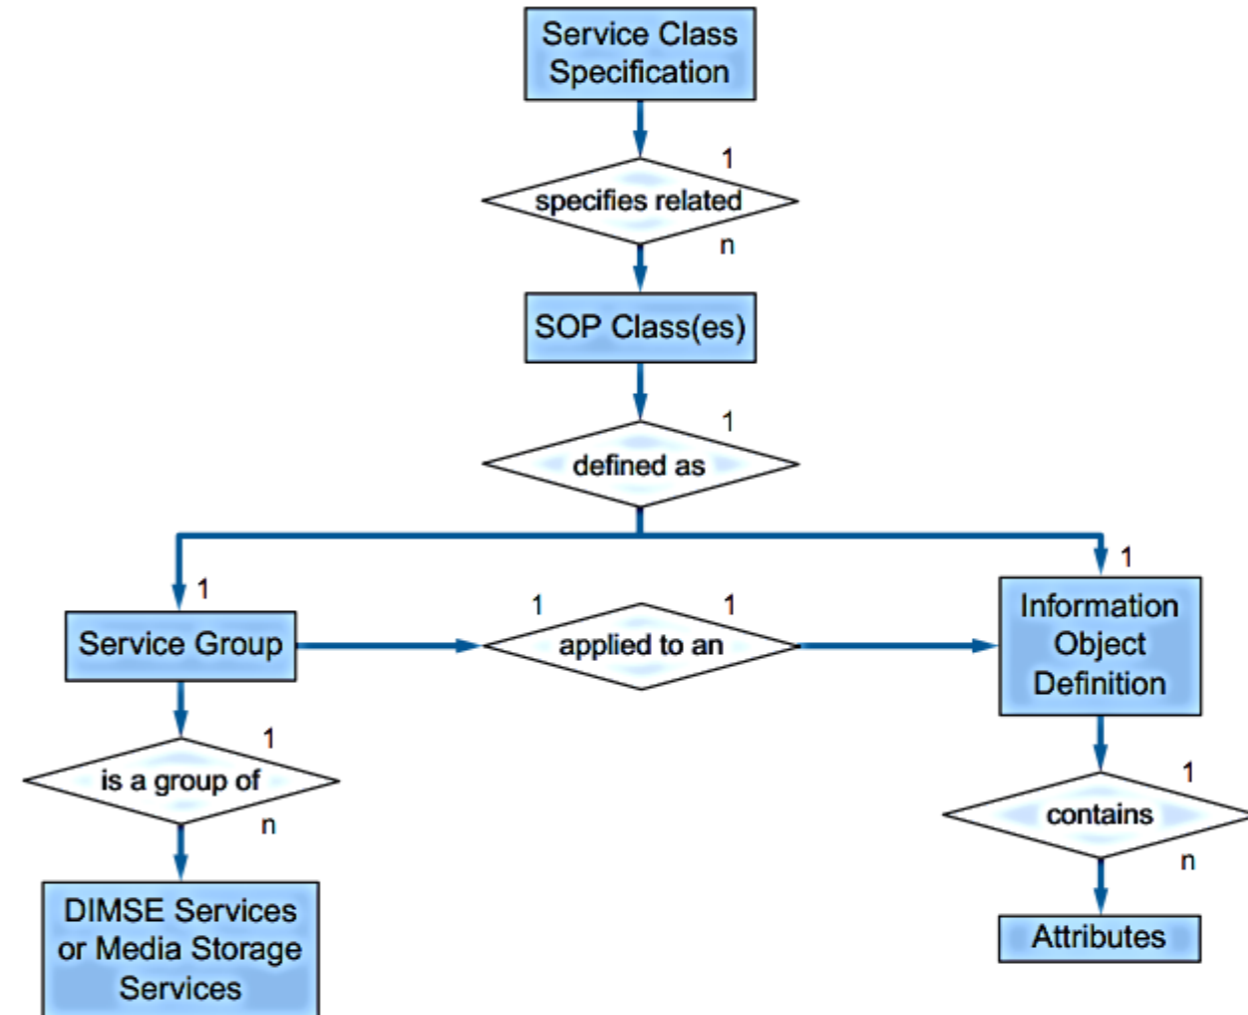 Service Class
Specification
1
specifies related
n
SOP Class(es)
1
defined as
1
1
Service Group
1
1
applied to an
Information
Object
Definition
1
is a group of
n
1
contains
n
DIMSE Services
or Media Storage
Services
Attributes